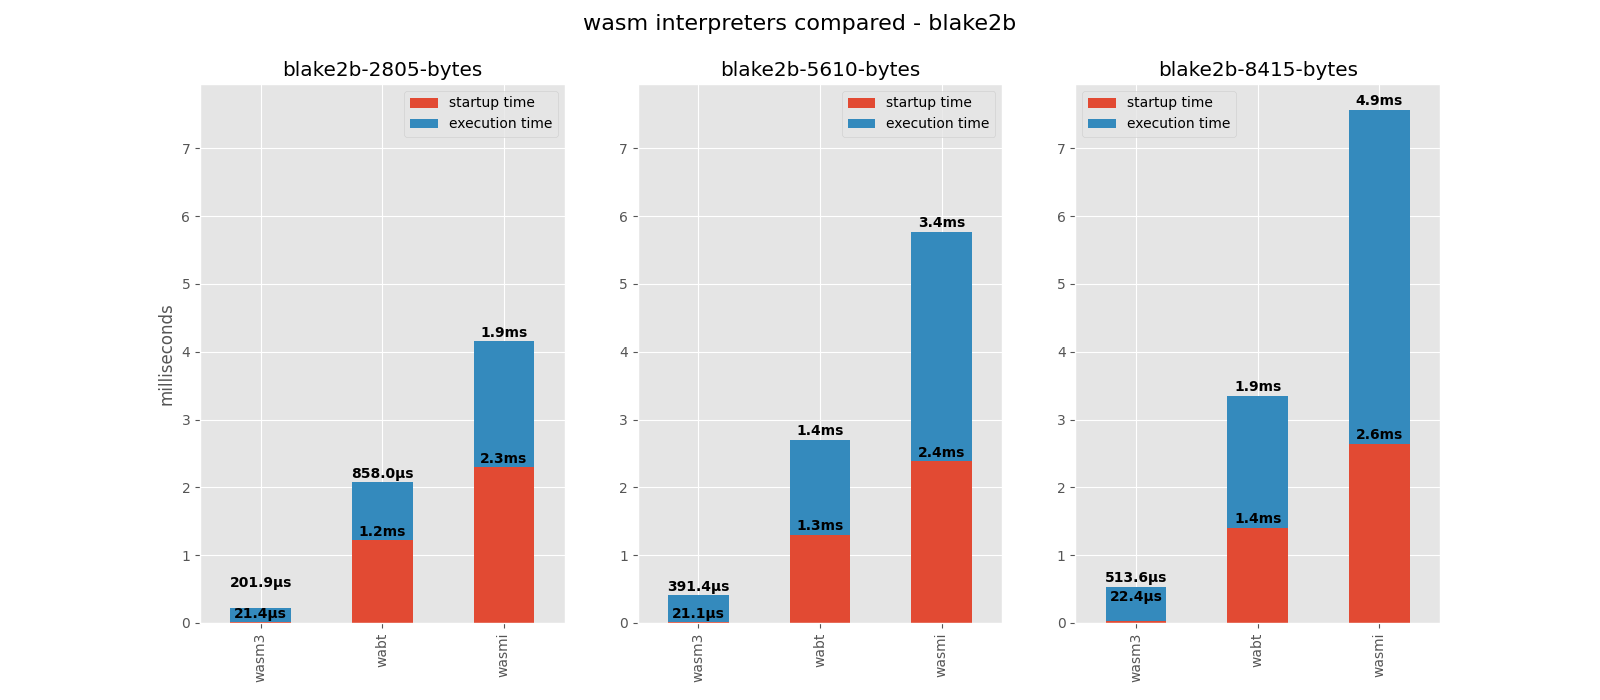 wasm interpreters compared - blake2b
blake2b-2805-bytes
startup time
execution time
milliseconds
7
6
5
4
3
2
1
0
201.9μs
21.4μs
858.0μs
1.2ms
1.9ms
2.3ms
wasm3
wabt
wasmi
blake2b-5610-bytes
startup time
execution time
7
6
5
4
3
2
1
0
391.4μs
21.1μs
1.4ms
1.3ms
3.4ms
2.4ms
wasm3
wabt
wasmi
blake2b-8415-bytes
startup time
execution time
7
6
5
4
3
2
1
0
513.6μs
22.4μs
1.9ms
1.4ms
4.9ms
2.6ms
wasm3
wabt
wasmi